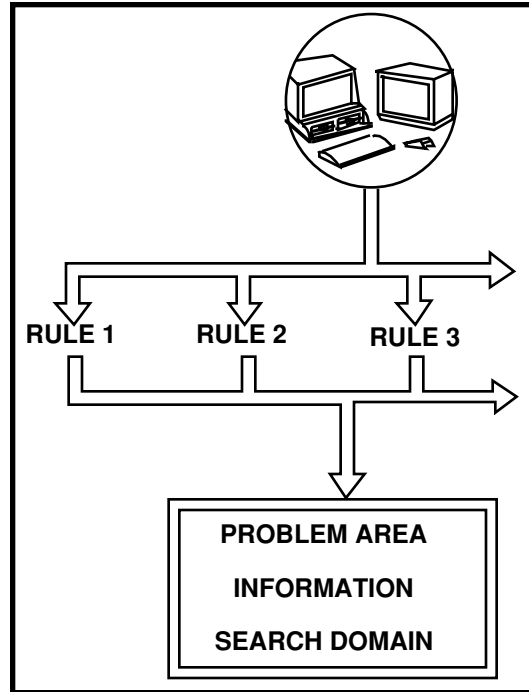 RULE 1 RULE 2 RULE 3
PROBLEM AREA
INFORMATION
SEARCH DOMAIN